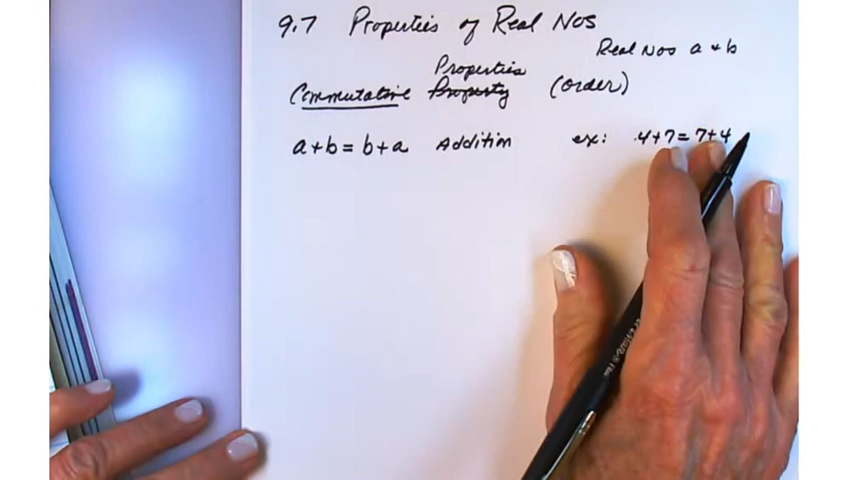 9.7 Properties of Real Nos
Real Nos a + b
Properties
Commutative Property (order)
a+b = b+a Addition ex: 4+7 = 7+4